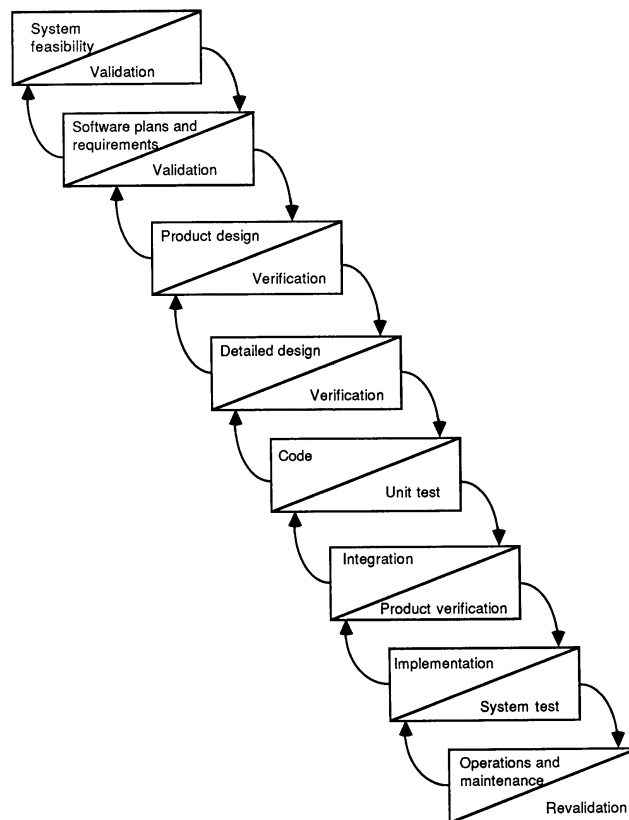 System
feasibility
Validation
Software plans and
requirements
Validation
Product design
Verification
Detailed design
Verification
Code
Unit test
Integration
Product verification
Implementation
System test
Operations and
maintenance
Revalidation